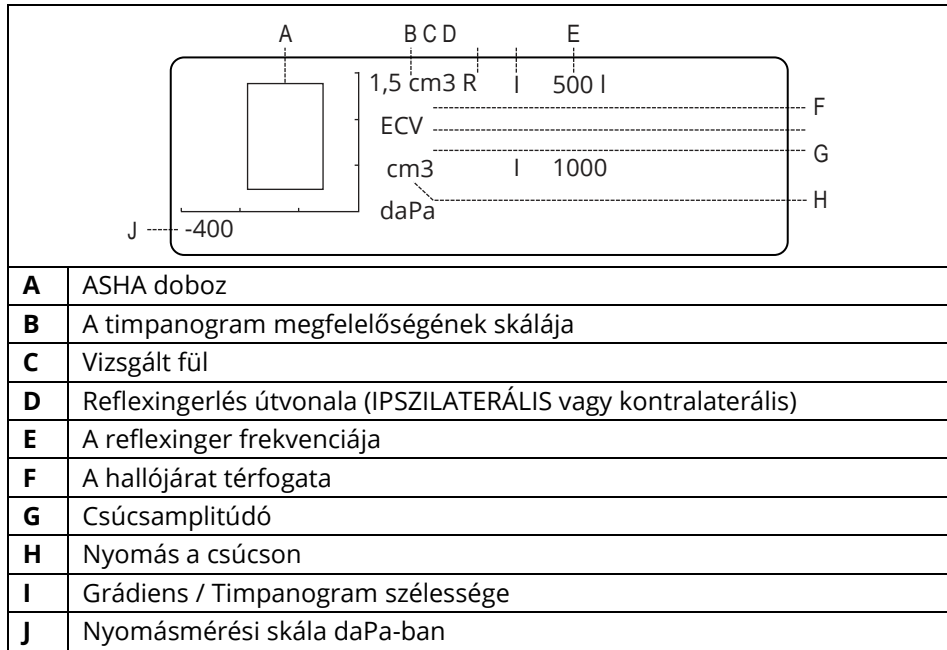 A B C D E
1,5 cm3 R I 500 l
F
ECV
G
cm3 I 1000
H
daPa
J -400
A ASHA doboz
B A timpanogram megfelelőségének skálája
C Vizsgált fül
D Reflexingerlés útvonala (IPSZILATERÁLIS vagy kontralaterális)
E A reflexinger frekvenciája
F A hallójárat térfogata
G Csúcsamplitúdó
H Nyomás a csúcson
I Grádiens / Timpanogram szélessége
J Nyomásmérési skála daPa-ban